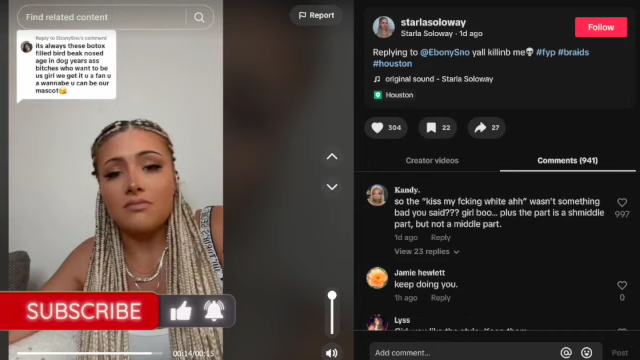 Find related content
Report
Reply to EbonySno's comment
its always these botox
filled bird beak nosed
age in dog years ass
bitches who want to be
us girl we get it u a fan u
a wannabe u can be our
mascot😘
SUBSCRIBE
00:14/00:15
starlasoloway
Starla Soloway · 1d ago
Follow
Replying to @EbonySno yall killinb me💀 #fyp #braids
#houston
♫ original sound - Starla Soloway
Houston
304
22
27
Creator videos
Comments (941)
Kandy.
so the “kiss my fcking white ahh” wasn't something
bad you said??? girl boo... plus the part is a shmiddle
part, but not a middle part.
997
1d ago Reply
View 23 replies
Jamie hewlett
keep doing you.
1h ago Reply
0
Lyss
Add comment...
@
Post